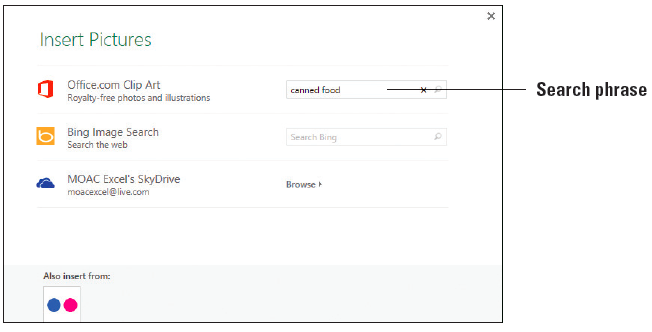 Insert Pictures
Office.com Clip Art
Royalty-free photos and illustrations
canned food
Search phrase
Bing Image Search
Search the web
Search Bing
MOAC Excel's SkyDrive
moacexcel@live.com
Browse
Also insert from: